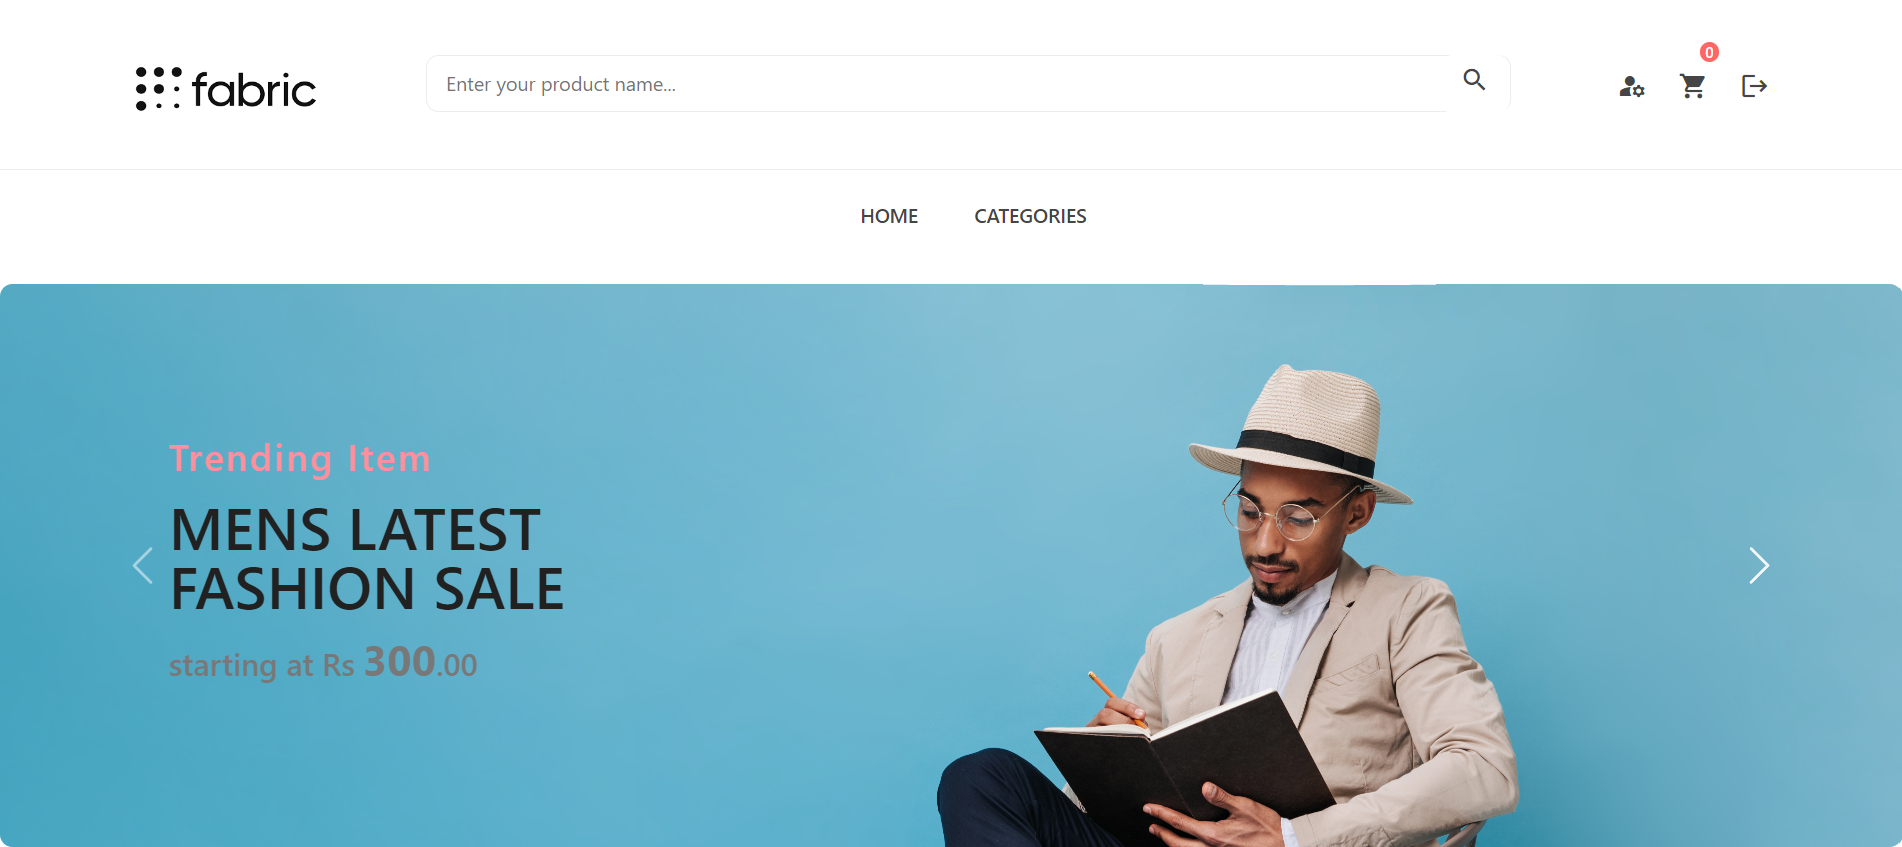 fabric
Enter your product name...
0
HOME
CATEGORIES
Trending Item
MENS LATEST
FASHION SALE
starting at Rs 300.00